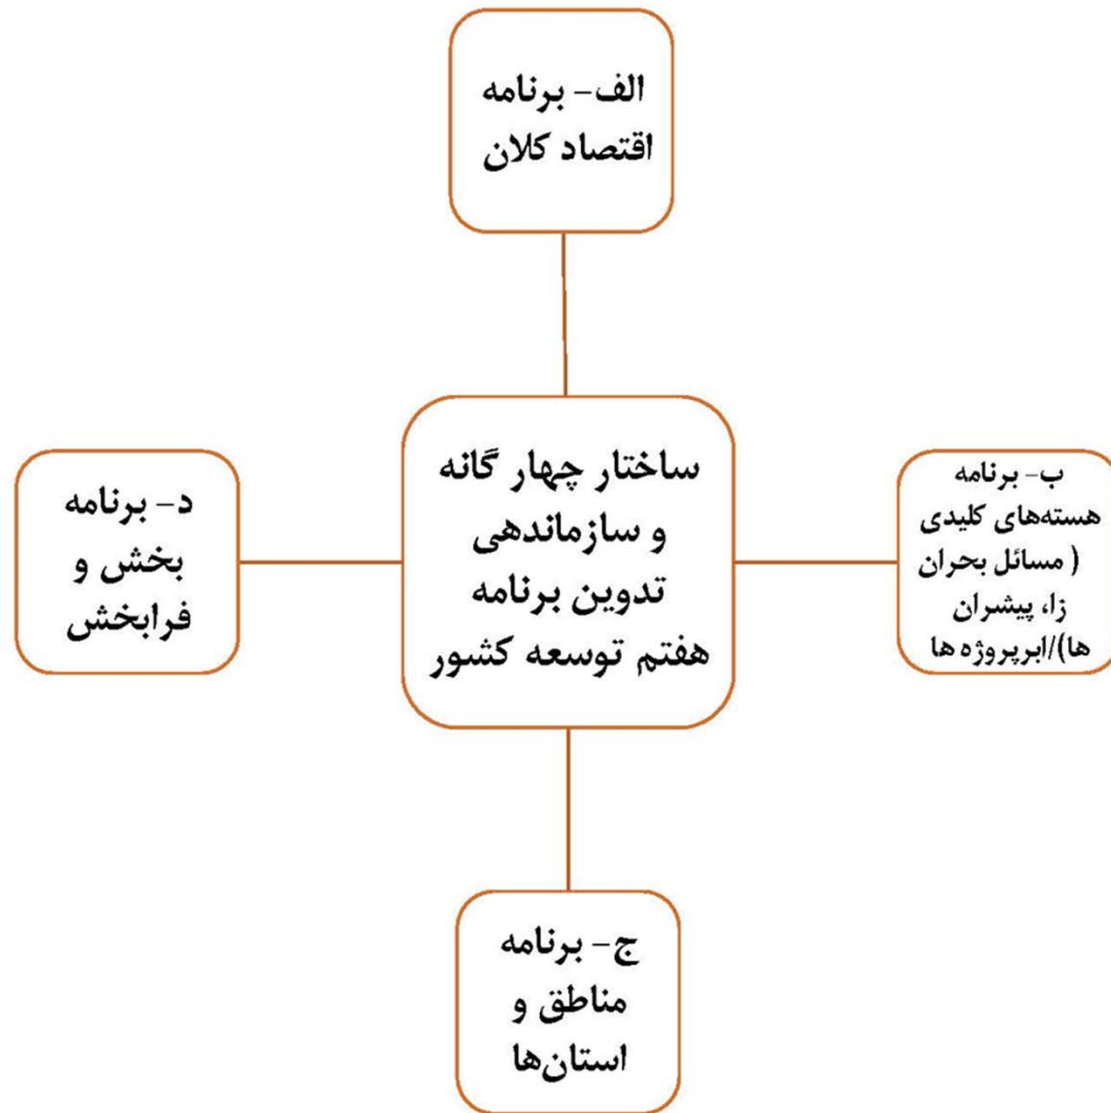 الف- برنامه
اقتصاد کلان
ساختار چهار گانه
و سازماندهی
تدوین برنامه
هفتم توسعه کشور
ب- برنامه
هسته‌های کلیدی
( مسائل بحران
زا، پیشران
ها)/ابرپروژه ها
ج- برنامه
مناطق و
استان‌ها
د- برنامه
بخش و
فرابخش